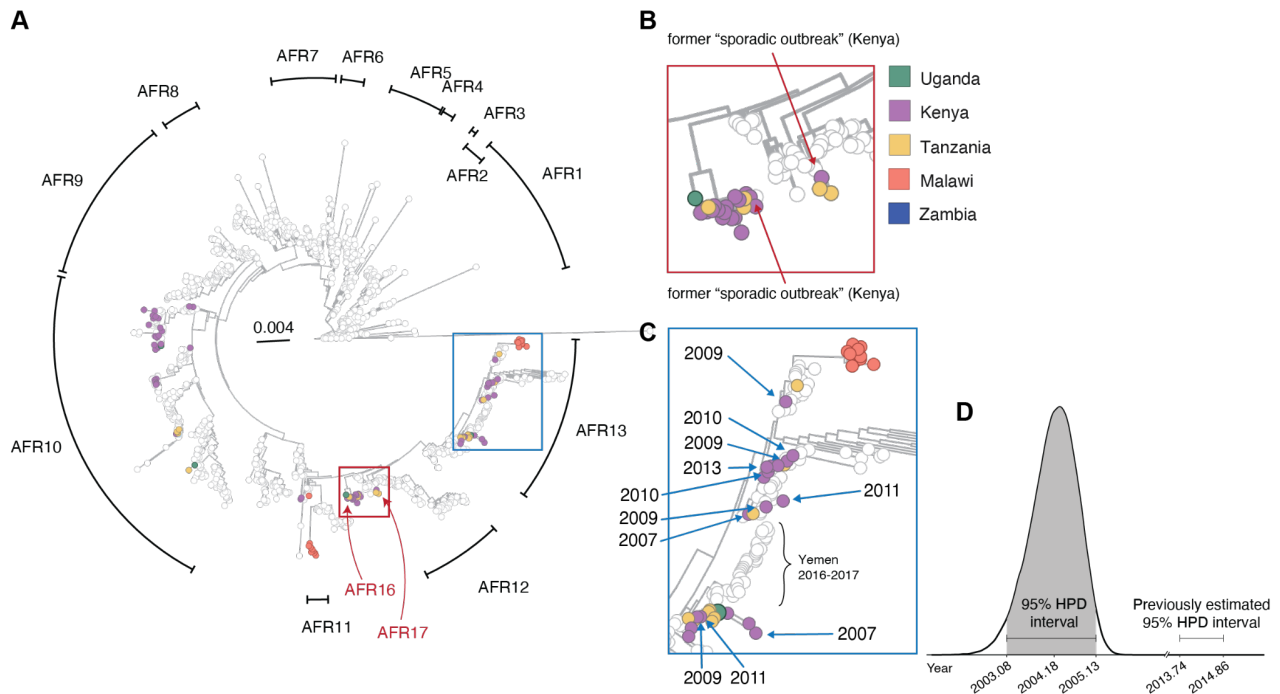 A
AFR7
AFR6
AFR5
AFR4
AFR3
AFR2
AFR1
AFR8
AFR9
AFR10
0.004
AFR13
AFR12
AFR11
AFR16
AFR17
B
former “sporadic outbreak” (Kenya)
Uganda
Kenya
Tanzania
Malawi
Zambia
former “sporadic outbreak” (Kenya)
C
2009
2010
2009
2013
2010
2009
2007
2011
Yemen
2016-2017
2007
2009
2011
D
95% HPD
interval
Previously estimated
95% HPD interval
Year
2003.08
2004.18
2005.13
2013.74
2014.86